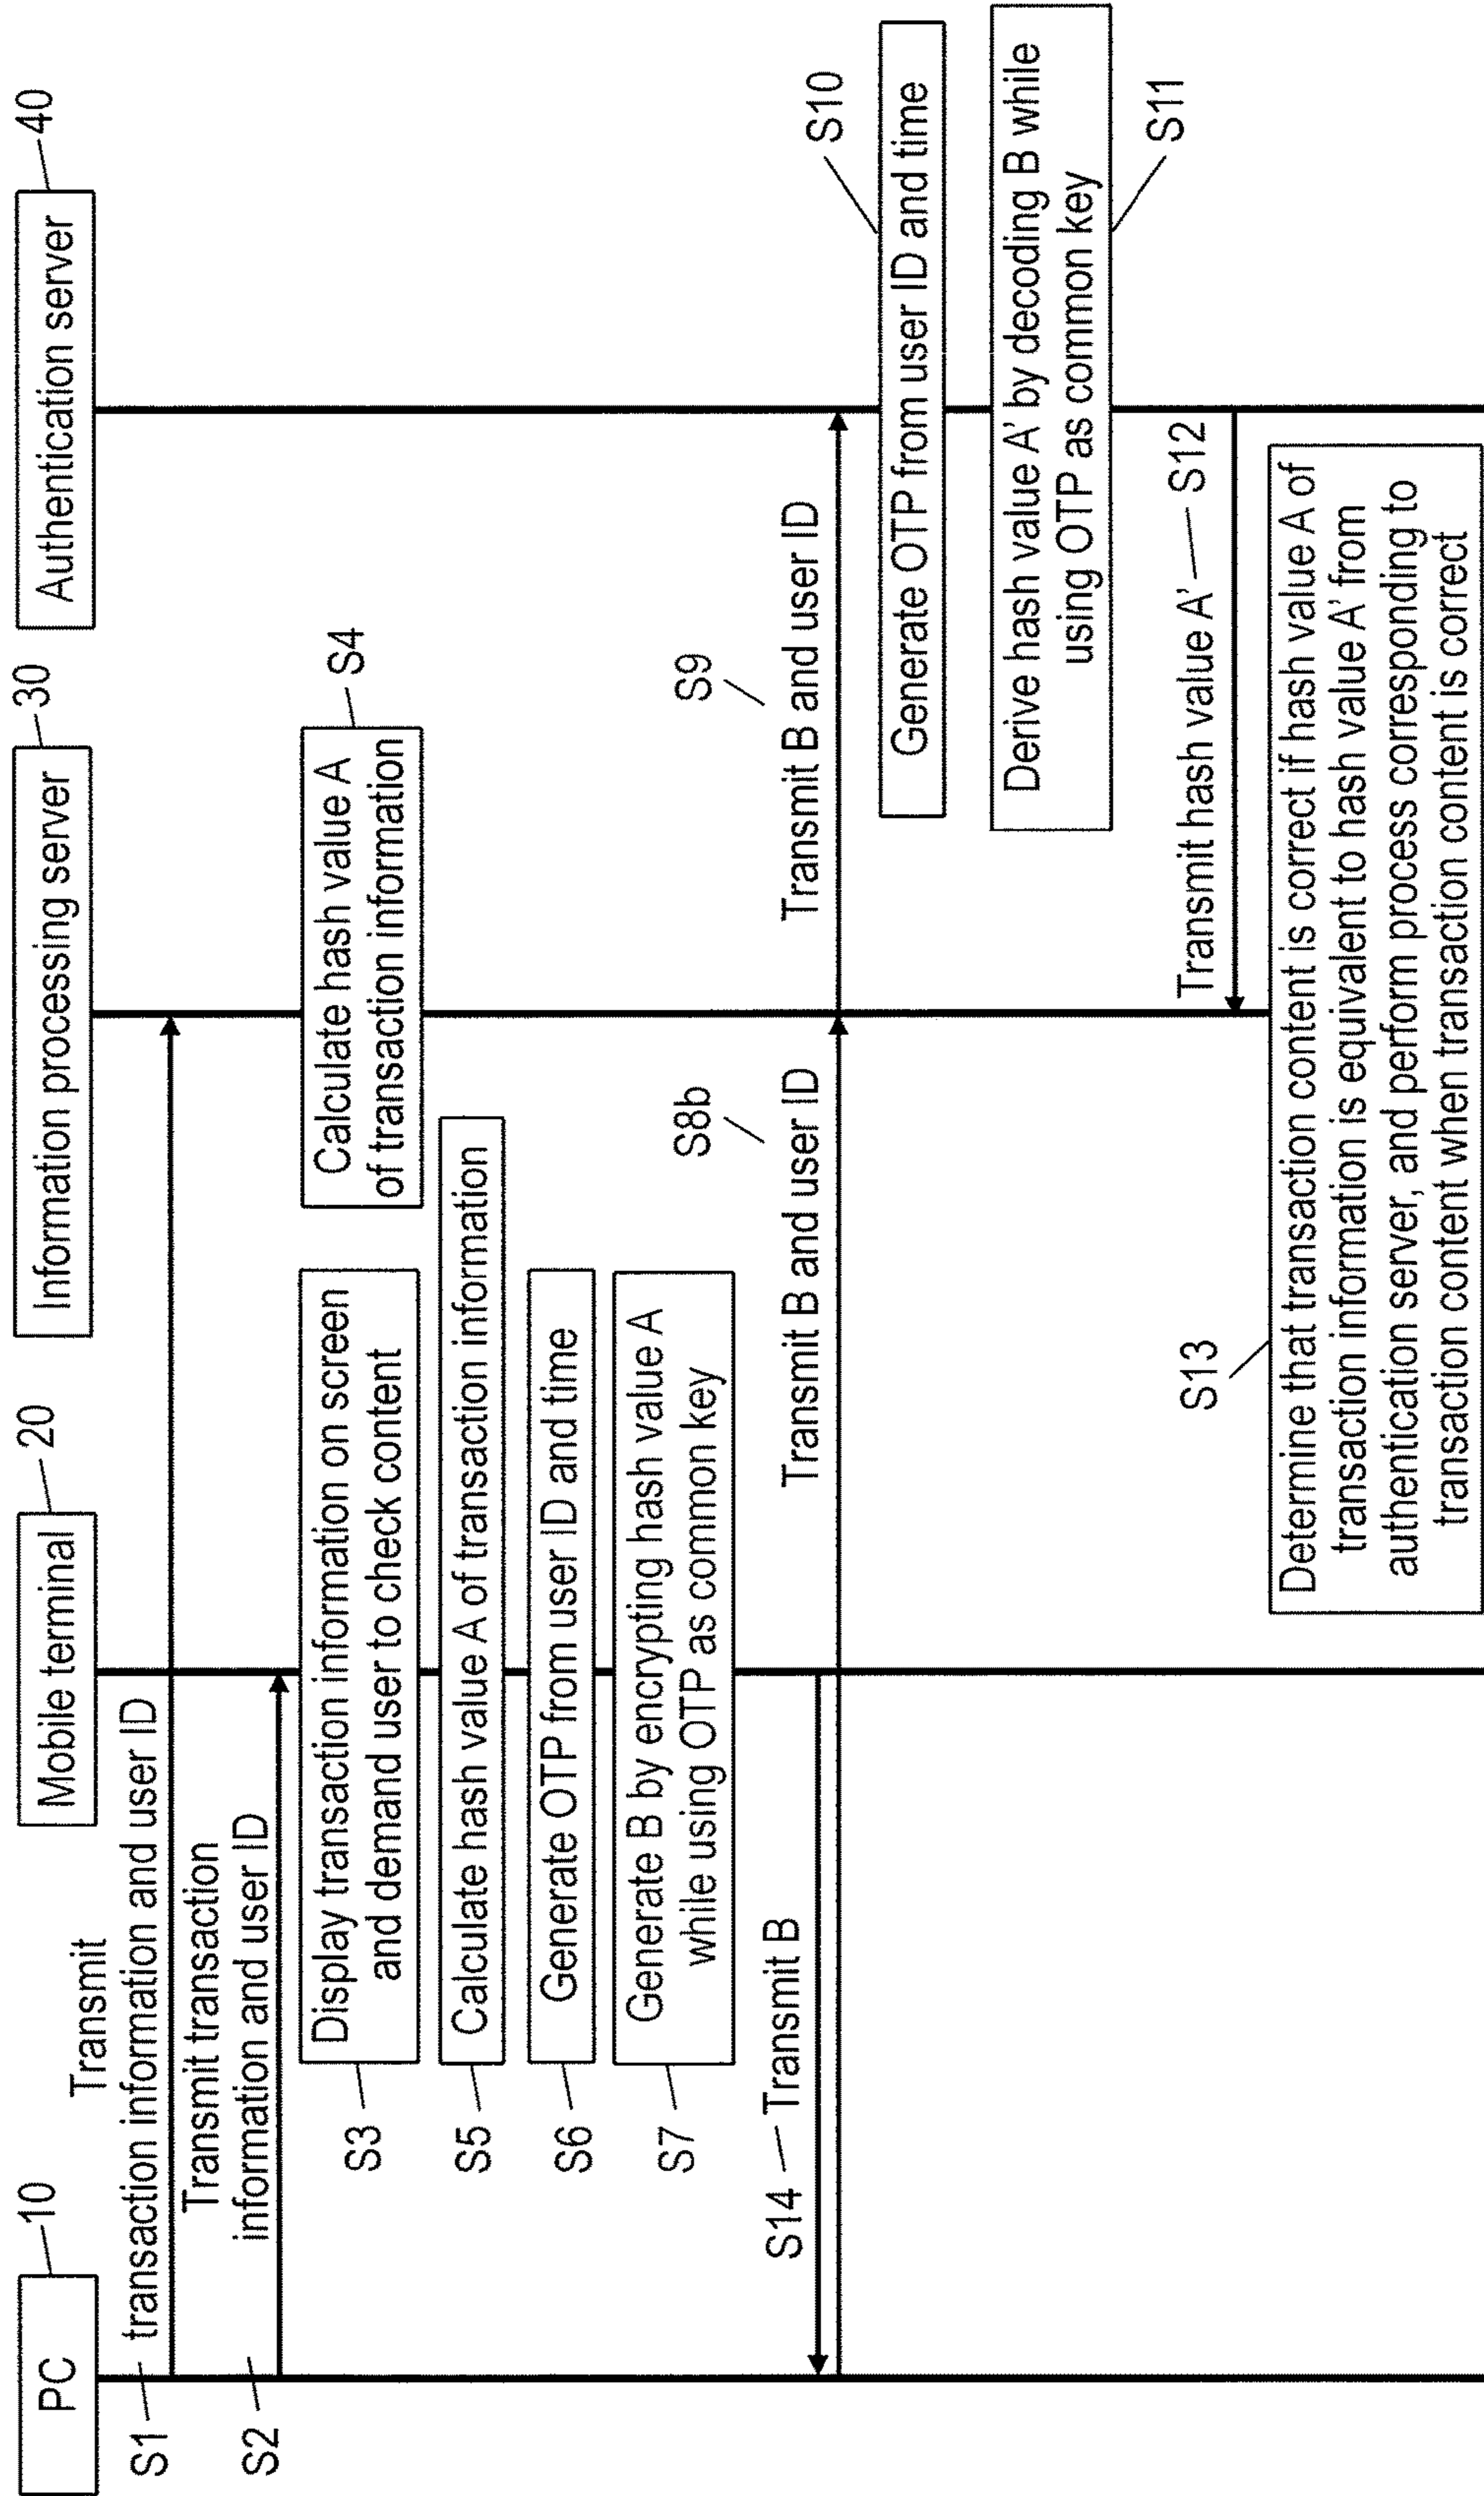 PC
10
Mobile terminal
20
Information processing server
30
Authentication server
40
S1
Transmit
transaction information and user ID
S2
Transmit transaction
information and user ID
S3
Display transaction information on screen
and demand user to check content
S4
Calculate hash value A
of transaction information
S5
Calculate hash value A of transaction information
S6
Generate OTP from user ID and time
S7
Generate B by encrypting hash value A
while using OTP as common key
S14
Transmit B
S8b
Transmit B and user ID
S9
Transmit B and user ID
S10
Generate OTP from user ID and time
Derive hash value A' by decoding B while
using OTP as common key
S11
Transmit hash value A'
S12
S13
Determine that transaction content is correct if hash value A of
transaction information is equivalent to hash value A' from
authentication server, and perform process corresponding to
transaction content when transaction content is correct